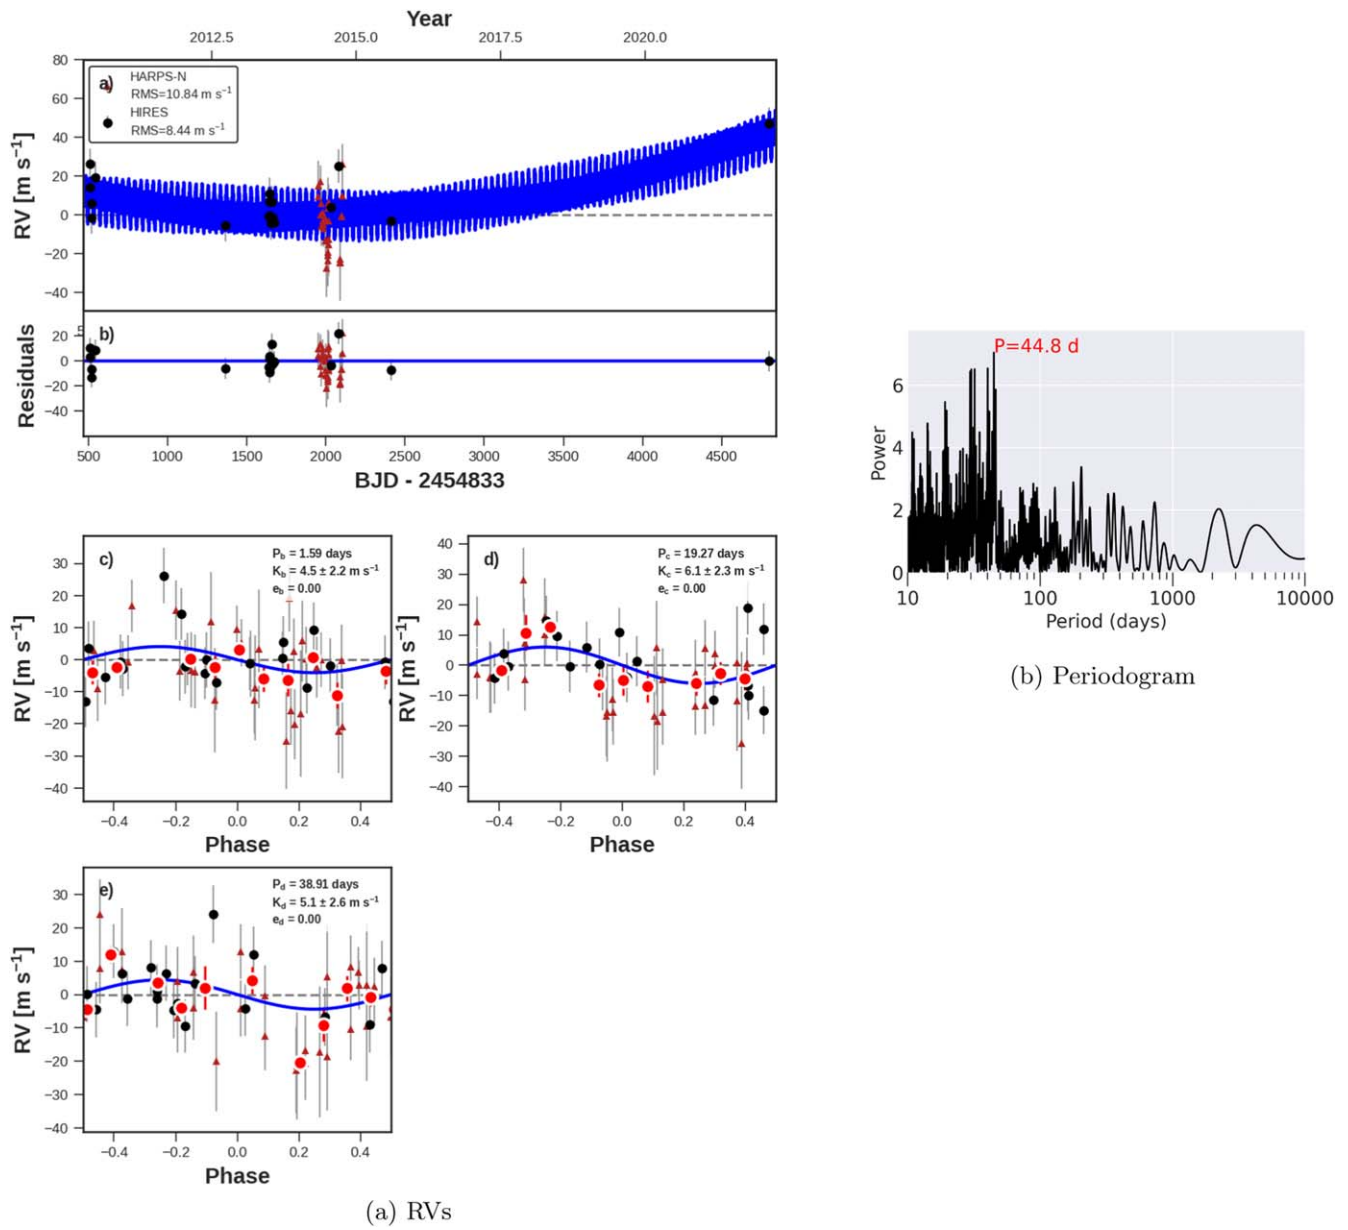 Year
2012.5 2015.0 2017.5 2020.0
a)
HARPS-N
RMS=10.84 m s⁻¹
HIRES
RMS=8.44 m s⁻¹
RV [m s⁻¹]
80
60
40
20
0
−20
−40
b)
Residuals
20
0
−20
−40
500 1000 1500 2000 2500 3000 3500 4000 4500
BJD - 2454833
c)
P_b = 1.59 days
K_b = 4.5 ± 2.2 m s⁻¹
e_b = 0.00
RV [m s⁻¹]
30
20
10
0
−10
−20
−30
−40
−0.4 −0.2 0.0 0.2 0.4
Phase
d)
P_c = 19.27 days
K_c = 6.1 ± 2.3 m s⁻¹
e_c = 0.00
RV [m s⁻¹]
40
30
20
10
0
−10
−20
−30
−40
−0.4 −0.2 0.0 0.2 0.4
Phase
e)
P_d = 38.91 days
K_d = 5.1 ± 2.6 m s⁻¹
e_d = 0.00
RV [m s⁻¹]
30
20
10
0
−10
−20
−30
−40
−0.4 −0.2 0.0 0.2 0.4
Phase
(a) RVs
P=44.8 d
Power
6
4
2
0
10 100 1000 10000
Period (days)
(b) Periodogram